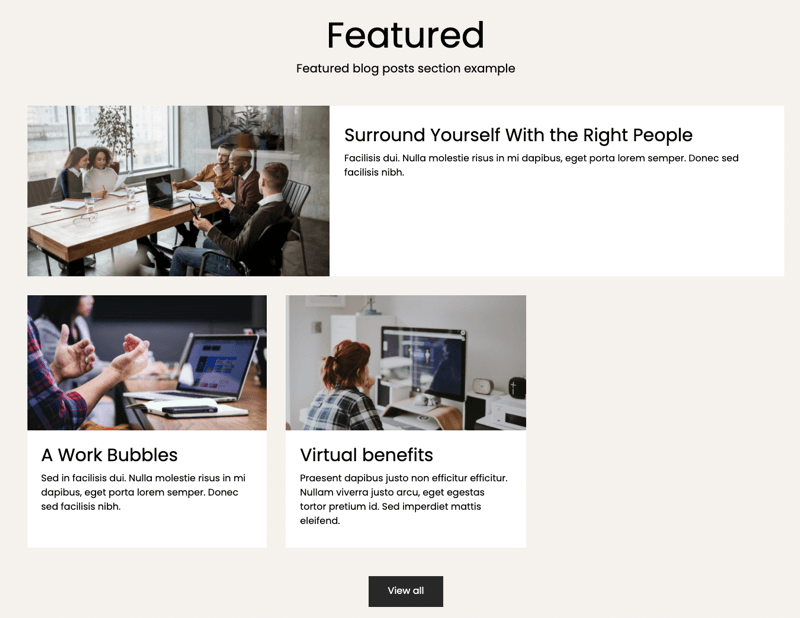 Featured
Featured blog posts section example
Surround Yourself With the Right People
Facilisis dui. Nulla molestie risus in mi dapibus, eget porta lorem semper. Donec sed
facilisis nibh.
A Work Bubbles
Sed in facilisis dui. Nulla molestie risus in mi
dapibus, eget porta lorem semper. Donec
sed facilisis nibh.
Virtual benefits
Praesent dapibus justo non efficitur efficitur.
Nullam viverra justo arcu, eget egestas
tortor pretium id. Sed imperdiet mattis
eleifend.
View all